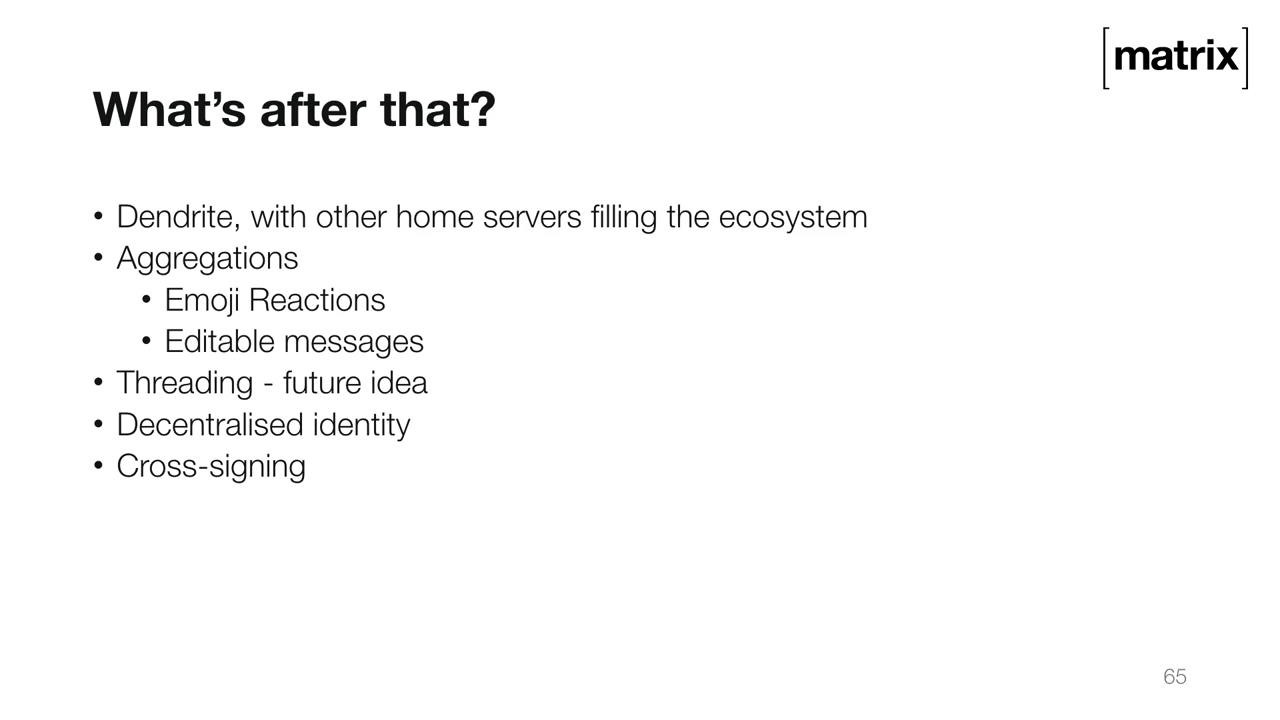 [matrix]
What’s after that?
• Dendrite, with other home servers filling the ecosystem
• Aggregations
• Emoji Reactions
• Editable messages
• Threading - future idea
• Decentralised identity
• Cross-signing
65